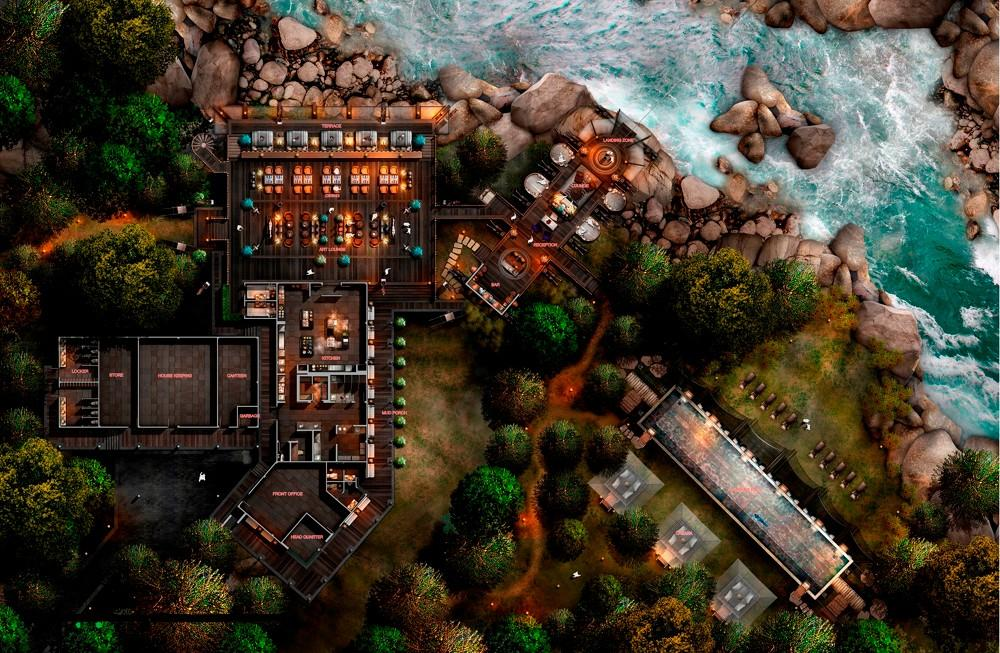 TERRACE
LANDING ZONE
LOUNGE
DINING
RECEPTION
ART LOUNGE
BAR
KITCHEN
LOCKER
STORE
HOUSE KEEPING
CANTEEN
GARBAGE
MUD PORCH
FRONT OFFICE
HEAD QUARTER